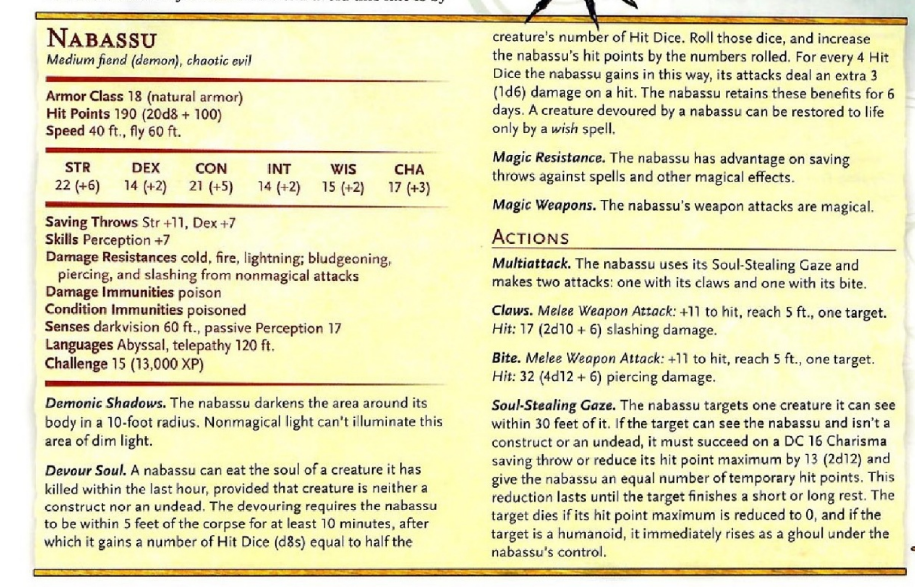 NABASSU
Medium fiend (demon), chaotic evil
Armor Class 18 (natural armor)
Hit Points 190 (20d8 + 100)
Speed 40 ft., fly 60 ft.
STR DEX CON INT WIS CHA
22 (+6) 14 (+2) 21 (+5) 14 (+2) 15 (+2) 17 (+3)
Saving Throws Str +11, Dex +7
Skills Perception +7
Damage Resistances cold, fire, lightning; bludgeoning,
piercing, and slashing from nonmagical attacks
Damage Immunities poison
Condition Immunities poisoned
Senses darkvision 60 ft., passive Perception 17
Languages Abyssal, telepathy 120 ft.
Challenge 15 (13,000 XP)
Demonic Shadows. The nabassu darkens the area around its
body in a 10-foot radius. Nonmagical light can't illuminate this
area of dim light.
Devour Soul. A nabassu can eat the soul of a creature it has
killed within the last hour, provided that creature is neither a
construct nor an undead. The devouring requires the nabassu
to be within 5 feet of the corpse for at least 10 minutes, after
which it gains a number of Hit Dice (d8s) equal to half the
creature's number of Hit Dice. Roll those dice, and increase
the nabassu's hit points by the numbers rolled. For every 4 Hit
Dice the nabassu gains in this way, its attacks deal an extra 3
(1d6) damage on a hit. The nabassu retains these benefits for 6
days. A creature devoured by a nabassu can be restored to life
only by a wish spell.
Magic Resistance. The nabassu has advantage on saving
throws against spells and other magical effects.
Magic Weapons. The nabassu's weapon attacks are magical.
ACTIONS
Multiattack. The nabassu uses its Soul-Stealing Gaze and
makes two attacks: one with its claws and one with its bite.
Claws. Melee Weapon Attack: +11 to hit, reach 5 ft., one target.
Hit: 17 (2d10 + 6) slashing damage.
Bite. Melee Weapon Attack: +11 to hit, reach 5 ft., one target.
Hit: 32 (4d12 + 6) piercing damage.
Soul-Stealing Gaze. The nabassu targets one creature it can see
within 30 feet of it. If the target can see the nabassu and isn't a
construct or an undead, it must succeed on a DC 16 Charisma
saving throw or reduce its hit point maximum by 13 (2d12) and
give the nabassu an equal number of temporary hit points. This
reduction lasts until the target finishes a short or long rest. The
target dies if its hit point maximum is reduced to 0, and if the
target is a humanoid, it immediately rises as a ghoul under the
nabassu's control.